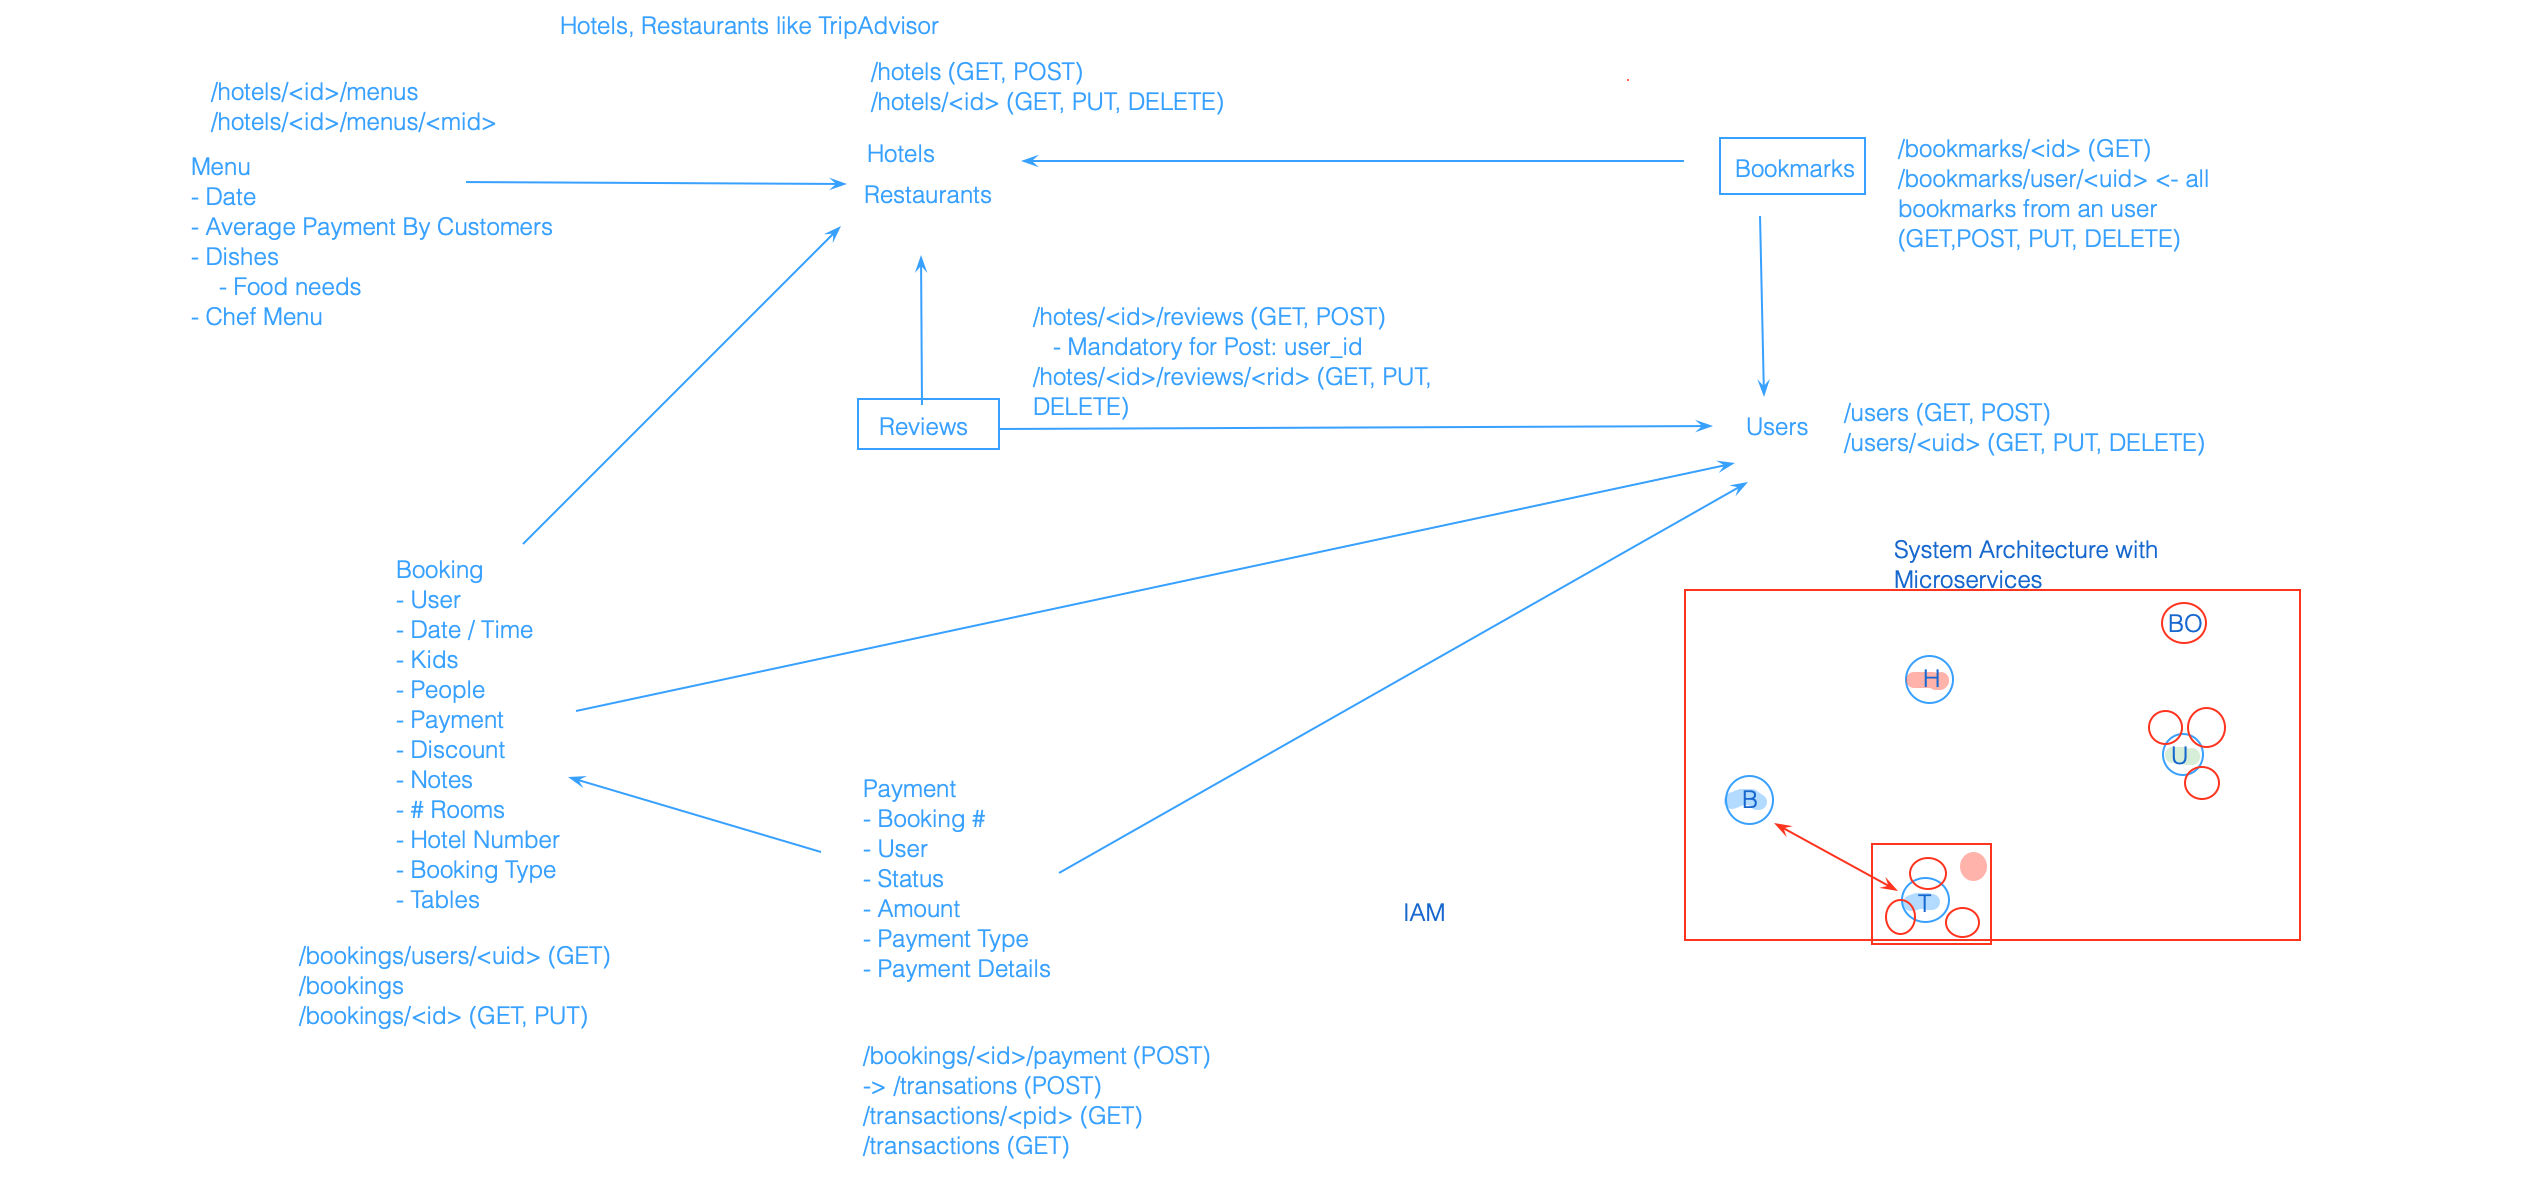 Hotels, Restaurants like TripAdvisor
/hotels/<id>/menus
/hotels/<id>/menus/<mid>
Menu
- Date
- Average Payment By Customers
- Dishes
- Food needs
- Chef Menu
/hotels (GET, POST)
/hotels/<id> (GET, PUT, DELETE)
Hotels
Restaurants
Bookmarks
/bookmarks/<id> (GET)
/bookmarks/user/<uid> <- all
bookmarks from an user
(GET,POST, PUT, DELETE)
/hotes/<id>/reviews (GET, POST)
- Mandatory for Post: user_id
/hotes/<id>/reviews/<rid> (GET, PUT,
DELETE)
Reviews
Users
/users (GET, POST)
/users/<uid> (GET, PUT, DELETE)
Booking
- User
- Date / Time
- Kids
- People
- Payment
- Discount
- Notes
- # Rooms
- Hotel Number
- Booking Type
- Tables
/bookings/users/<uid> (GET)
/bookings
/bookings/<id> (GET, PUT)
Payment
- Booking #
- User
- Status
- Amount
- Payment Type
- Payment Details
/bookings/<id>/payment (POST)
-> /transations (POST)
/transactions/<pid> (GET)
/transactions (GET)
IAM
System Architecture with
Microservices
BO
H
U
B
T